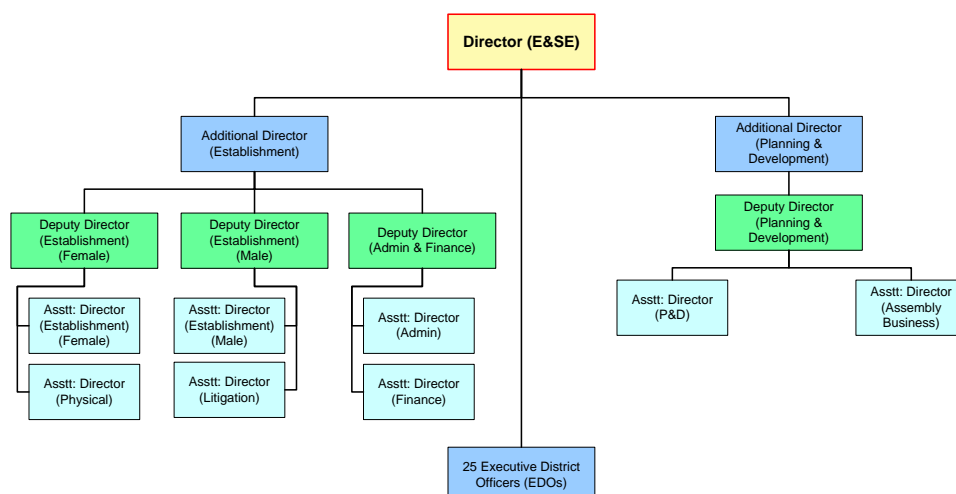 Director (E&SE)
Additional Director
(Establishment)
Additional Director
(Planning &
Development)
Deputy Director
(Establishment)
(Female)
Deputy Director
(Establishment)
(Male)
Deputy Director
(Admin & Finance)
Deputy Director
(Planning &
Development)
Asstt: Director
(Establishment)
(Female)
Asstt: Director
(Establishment)
(Male)
Asstt: Director
(Admin)
Asstt: Director
(P&D)
Asstt: Director
(Assembly
Business)
Asstt: Director
(Physical)
Asstt: Director
(Litigation)
Asstt: Director
(Finance)
25 Executive District
Officers (EDOs)